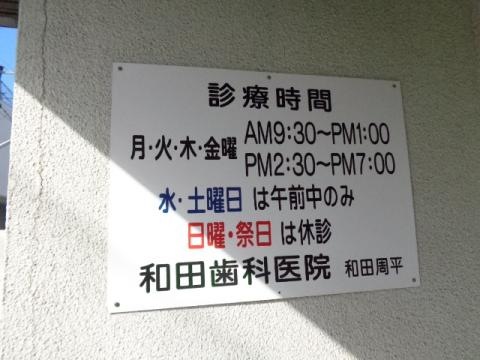 診療時間
月・火・木・金曜 AM9:30～PM1:00
PM2:30～PM7:00
水・土曜日 は午前中のみ
日曜・祭日 は休診
和田歯科医院 和田周平